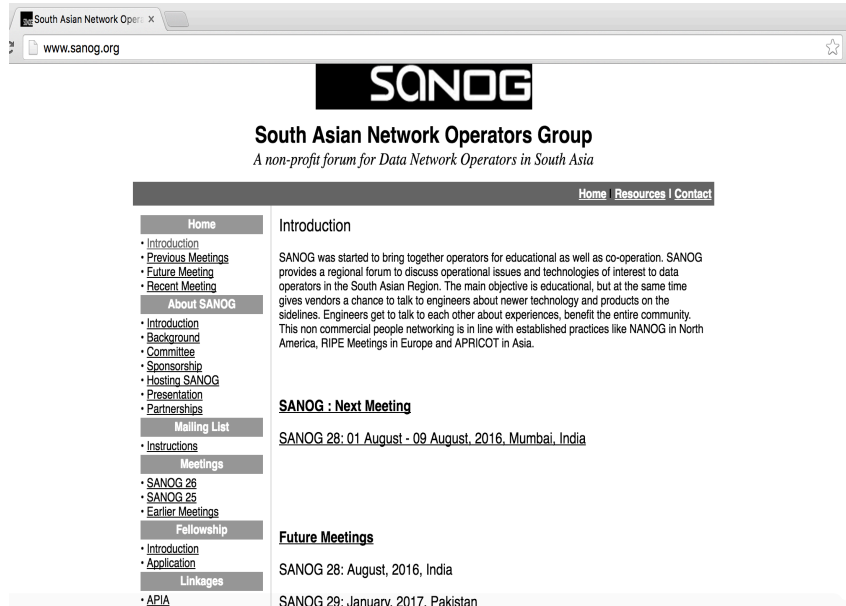 South Asian Network Oper
www.sanog.org
SANOG
South Asian Network Operators Group
A non-profit forum for Data Network Operators in South Asia
Home | Resources | Contact
Home
• Introduction
• Previous Meetings
• Future Meeting
• Recent Meeting
About SANOG
• Introduction
• Background
• Committee
• Sponsorship
• Hosting SANOG
• Presentation
• Partnerships
Mailing List
• Instructions
Meetings
• SANOG 26
• SANOG 25
• Earlier Meetings
Fellowship
• Introduction
• Application
Linkages
• APIA
Introduction
SANOG was started to bring together operators for educational as well as co-operation. SANOG
provides a regional forum to discuss operational issues and technologies of interest to data
operators in the South Asian Region. The main objective is educational, but at the same time
gives vendors a chance to talk to engineers about newer technology and products on the
sidelines. Engineers get to talk to each other about experiences, benefit the entire community.
This non commercial people networking is in line with established practices like NANOG in North
America, RIPE Meetings in Europe and APRICOT in Asia.
SANOG : Next Meeting
SANOG 28: 01 August - 09 August, 2016, Mumbai, India
Future Meetings
SANOG 28: August, 2016, India
SANOG 29: January, 2017, Pakistan